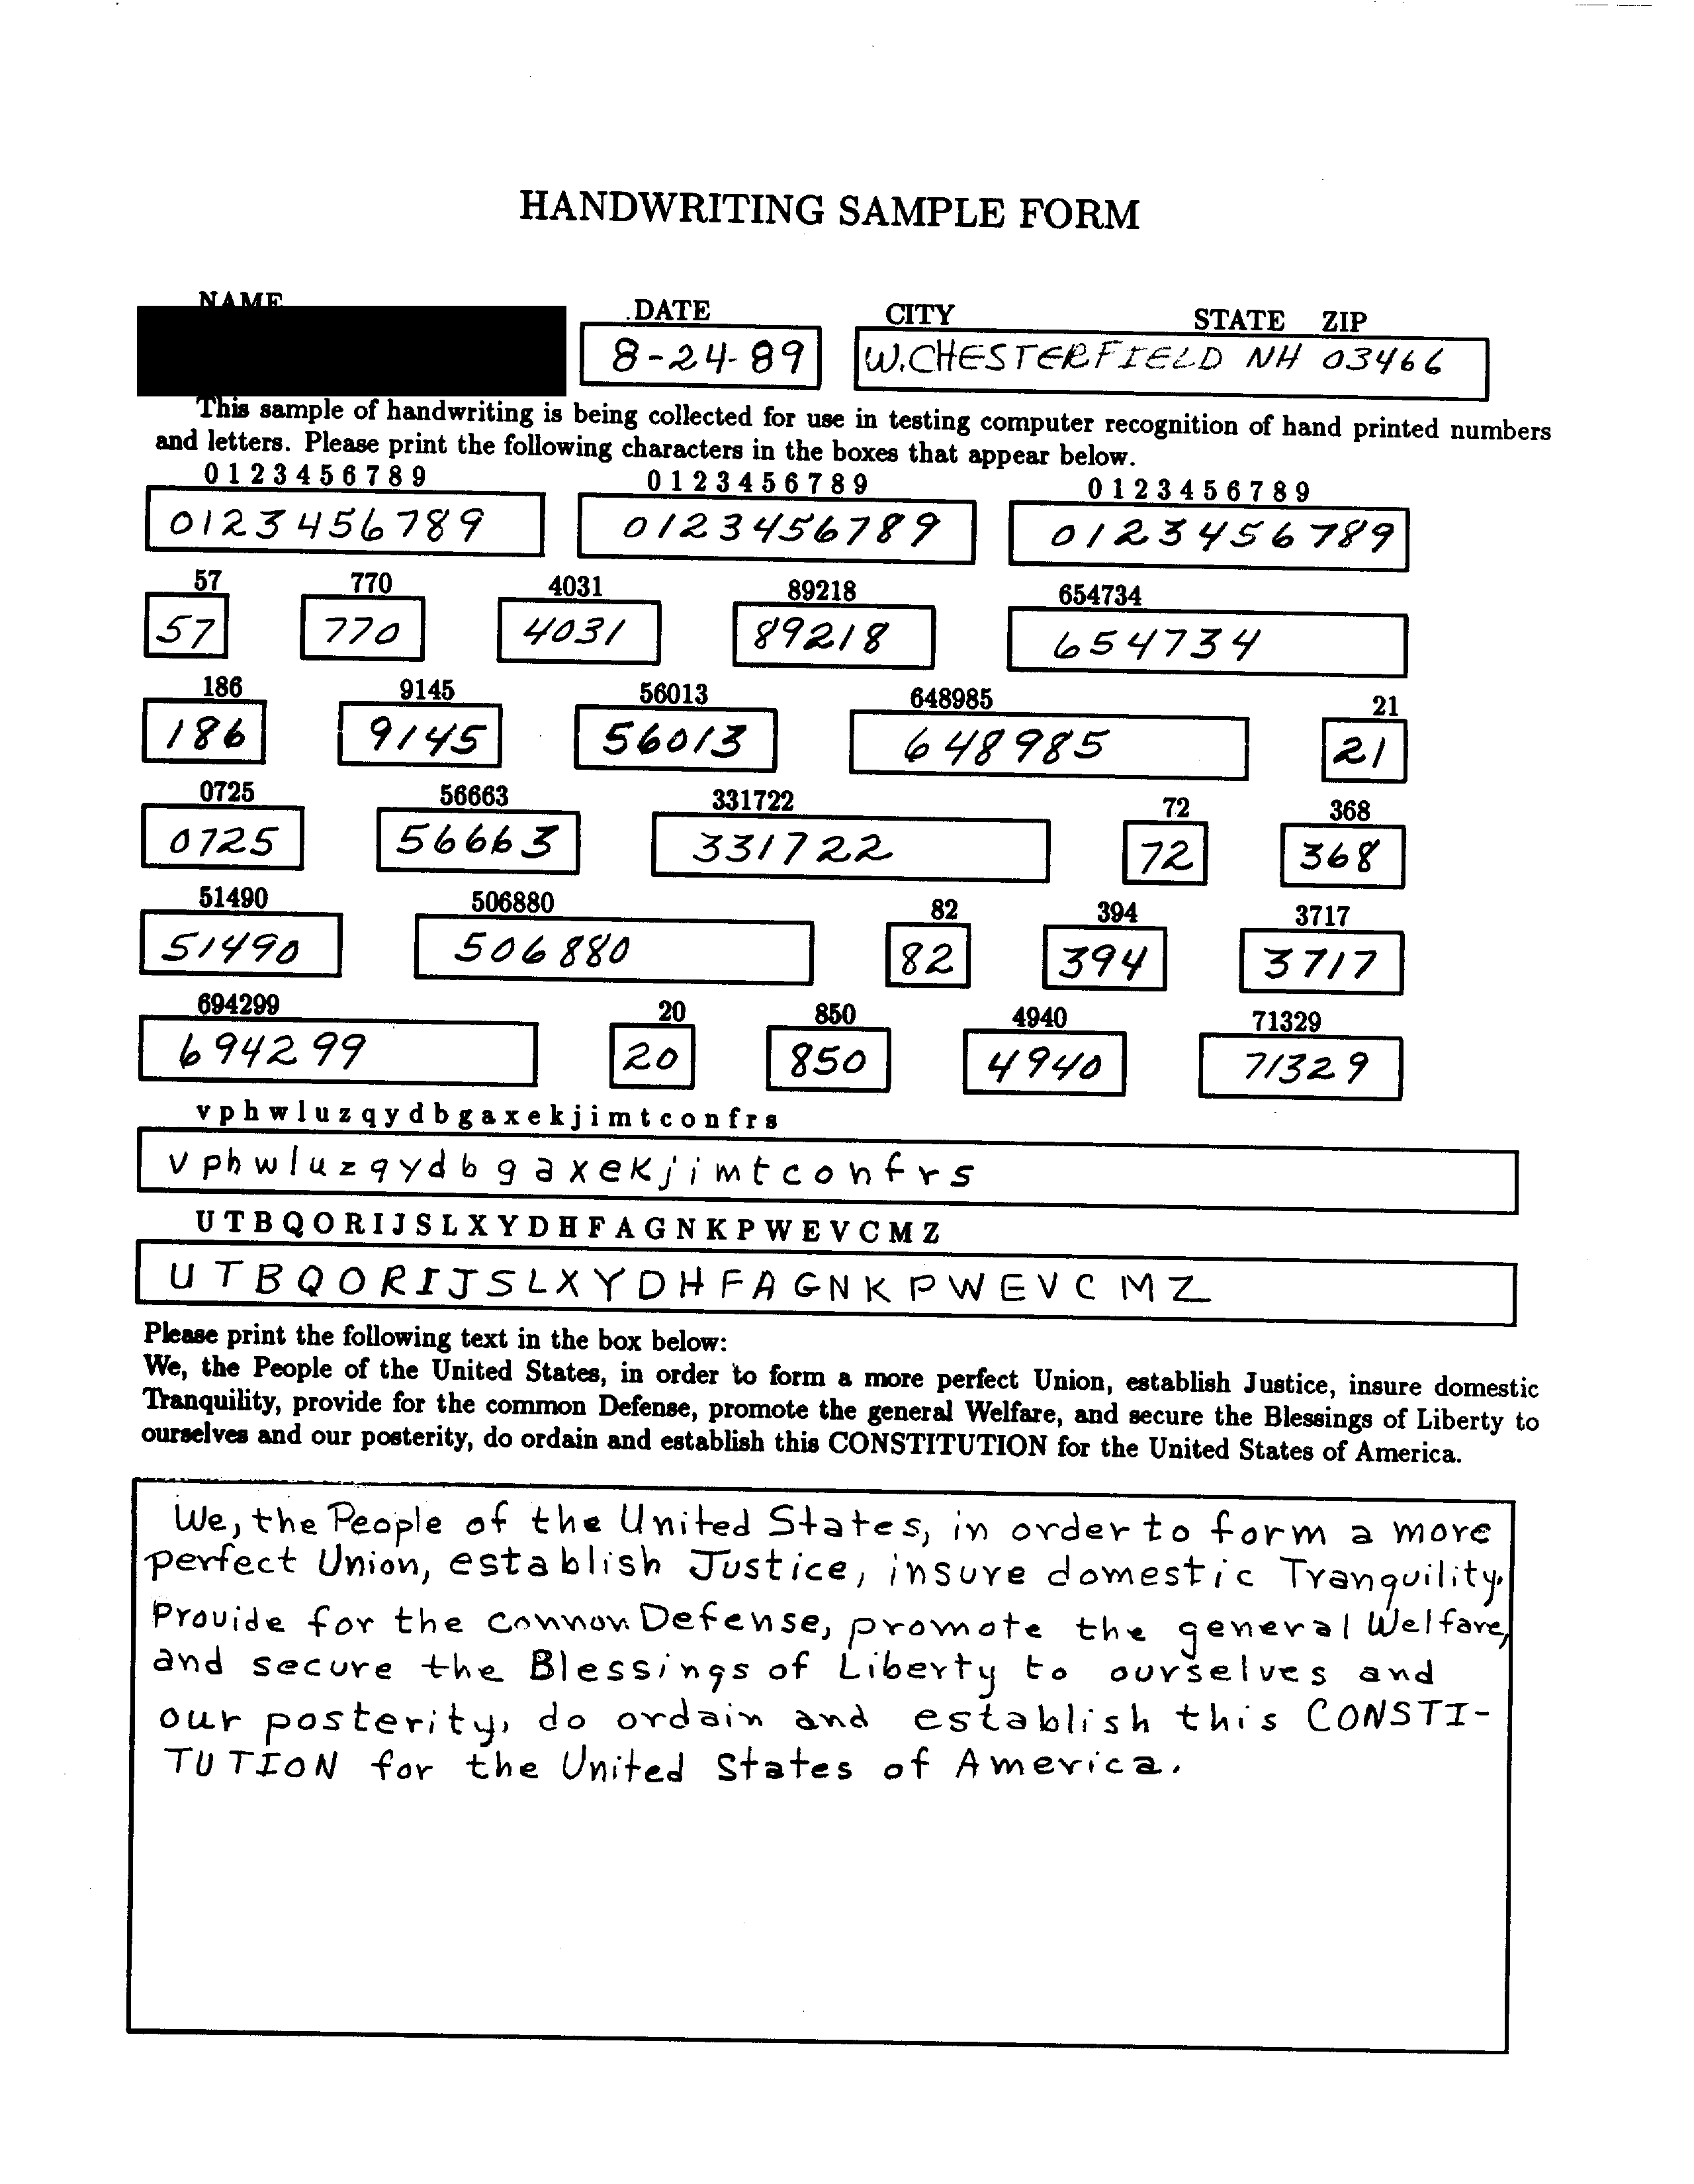 HANDWRITING SAMPLE FORM
NAME DATE CITY STATE ZIP
8-24-89 W.CHESTERFIELD NH 03466
This sample of handwriting is being collected for use in testing computer recognition of hand printed numbers
and letters. Please print the following characters in the boxes that appear below.
0 1 2 3 4 5 6 7 8 9 0 1 2 3 4 5 6 7 8 9 0 1 2 3 4 5 6 7 8 9
0123456789 0123456789 0123456789
57 770 4031 89218 654734
57 770 4031 89218 654734
186 9145 56013 648985 21
186 9145 56013 648985 21
0725 56663 331722 72 368
0725 56663 331722 72 368
51490 506880 82 394 3717
51490 506880 82 394 3717
694299 20 850 4940 71329
694299 20 850 4940 71329
v p h w l u z q y d b g a x e k j i m t c o n f r s
v p h w l u z q y d b g a x e k j i m t c o n f r s
U T B Q O R I J S L X Y D H F A G N K P W E V C M Z
U T B Q O R I J S L X Y D H F A G N K P W E V C M Z
Please print the following text in the box below:
We, the People of the United States, in order to form a more perfect Union, establish Justice, insure domestic
Tranquility, provide for the common Defense, promote the general Welfare, and secure the Blessings of Liberty to
ourselves and our posterity, do ordain and establish this CONSTITUTION for the United States of America.
We, the People of the United States, in order to form a more
perfect Union, establish Justice, insure domestic Tranquility,
Provide for the common Defense, promote the general Welfare,
and secure the Blessings of Liberty to ourselves and
our posterity, do ordain and establish this CONSTI-
TUTION for the United States of America.